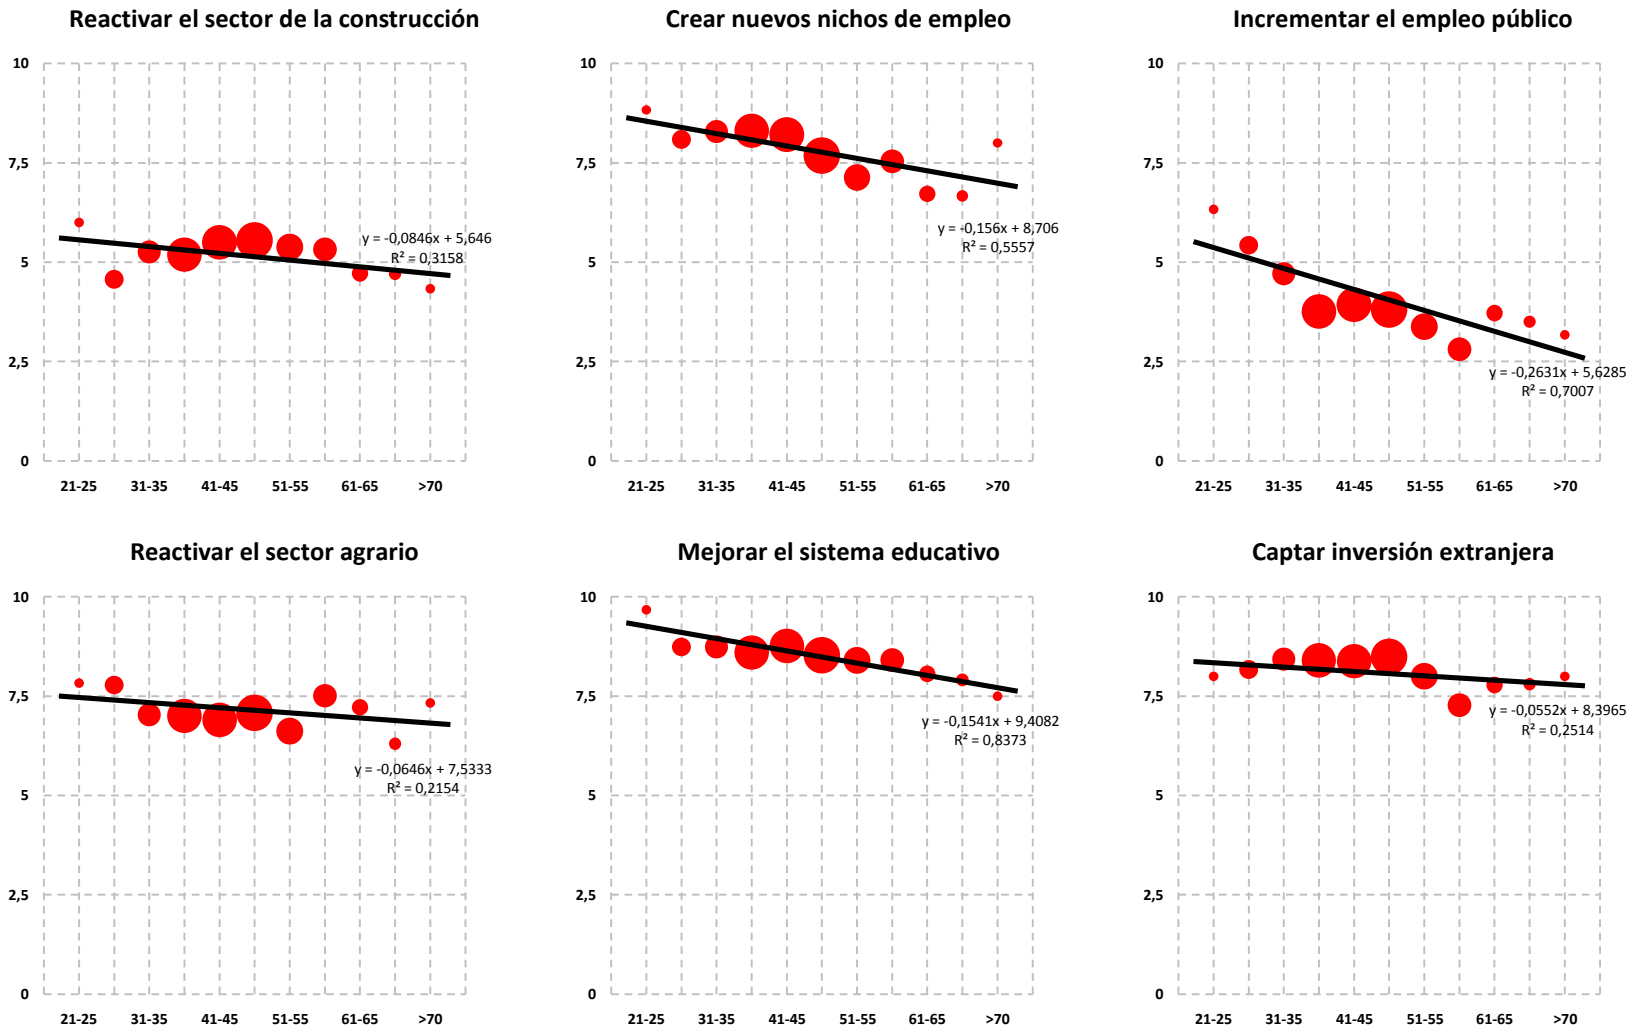 Reactivar el sector de la construcción
10
7,5
5
2,5
0
y = -0,0846x + 5,646
R² = 0,3158
21-25 31-35 41-45 51-55 61-65 >70
Crear nuevos nichos de empleo
10
7,5
5
2,5
0
y = -0,156x + 8,706
R² = 0,5557
21-25 31-35 41-45 51-55 61-65 >70
Incrementar el empleo público
10
7,5
5
2,5
0
y = -0,2631x + 5,6285
R² = 0,7007
21-25 31-35 41-45 51-55 61-65 >70
Reactivar el sector agrario
10
7,5
5
2,5
0
y = -0,0646x + 7,5333
R² = 0,2154
21-25 31-35 41-45 51-55 61-65 >70
Mejorar el sistema educativo
10
7,5
5
2,5
0
y = -0,1541x + 9,4082
R² = 0,8373
21-25 31-35 41-45 51-55 61-65 >70
Captar inversión extranjera
10
7,5
5
2,5
0
y = -0,0552x + 8,3965
R² = 0,2514
21-25 31-35 41-45 51-55 61-65 >70